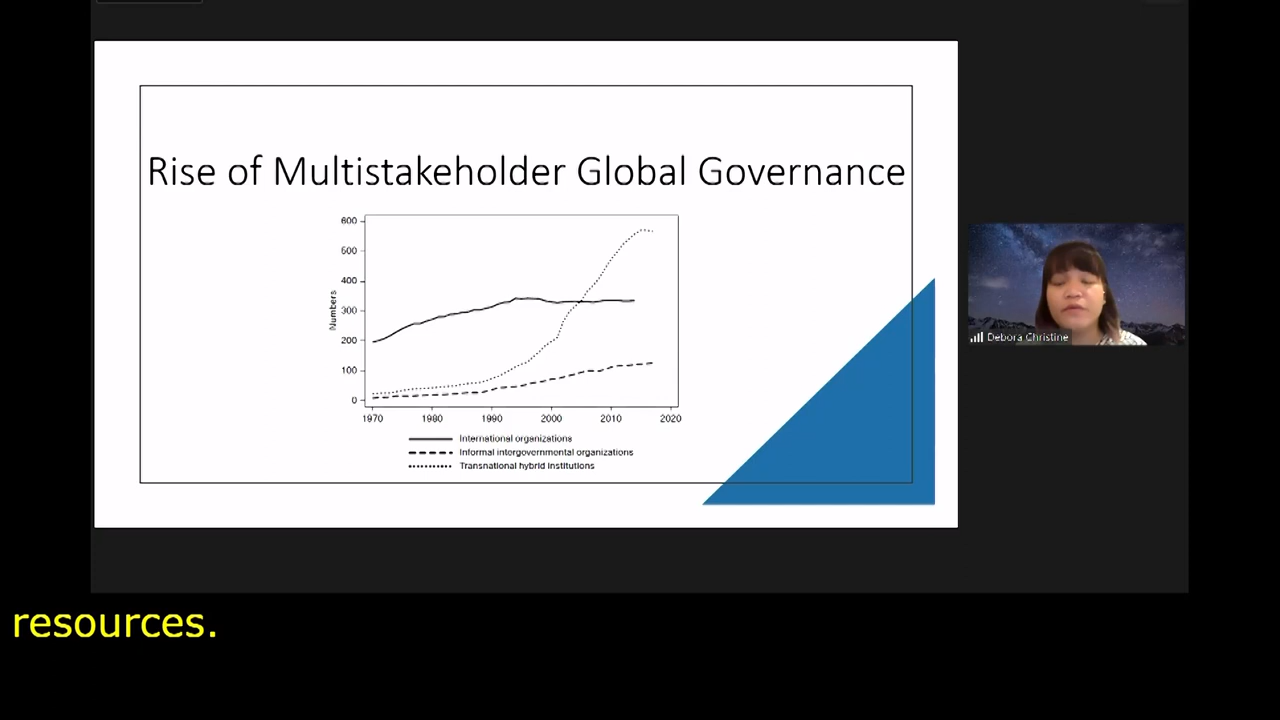 Rise of Multistakeholder Global Governance
600
500
400
300
200
100
0
Numbers
1970 1980 1990 2000 2010 2020
International organizations
Informal intergovernmental organizations
Transnational hybrid institutions
Debora Christine
resources.